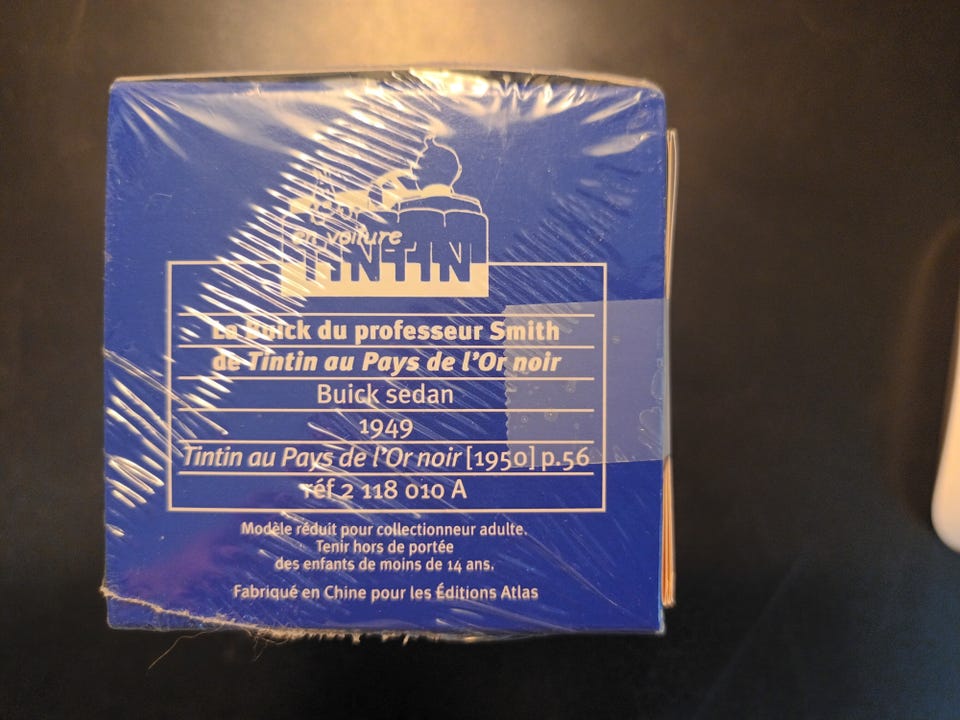 en voiture
TINTIN
La Buick du professeur Smith
de Tintin au Pays de l'Or noir
Buick sedan
1949
Tintin au Pays de l'Or noir [1950] p.56
réf 2 118 010 A
Modèle réduit pour collectionneur adulte.
Tenir hors de portée
des enfants de moins de 14 ans.
Fabriqué en Chine pour les Éditions Atlas